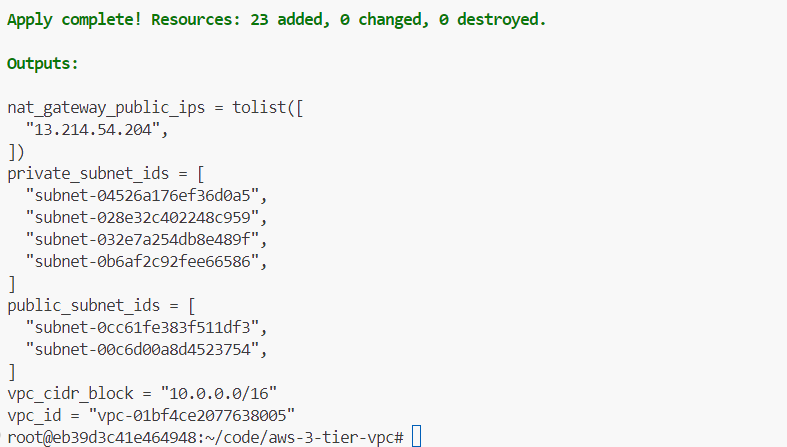 Apply complete! Resources: 23 added, 0 changed, 0 destroyed.
Outputs:
nat_gateway_public_ips = tolist([
  "13.214.54.204",
])
private_subnet_ids = [
  "subnet-04526a176ef36d0a5",
  "subnet-028e32c402248c959",
  "subnet-032e7a254db8e489f",
  "subnet-0b6af2c92fee66586",
]
public_subnet_ids = [
  "subnet-0cc61fe383f511df3",
  "subnet-00c6d00a8d4523754",
]
vpc_cidr_block = "10.0.0.0/16"
vpc_id = "vpc-01bf4ce2077638005"
root@eb39d3c41e464948:~/code/aws-3-tier-vpc#